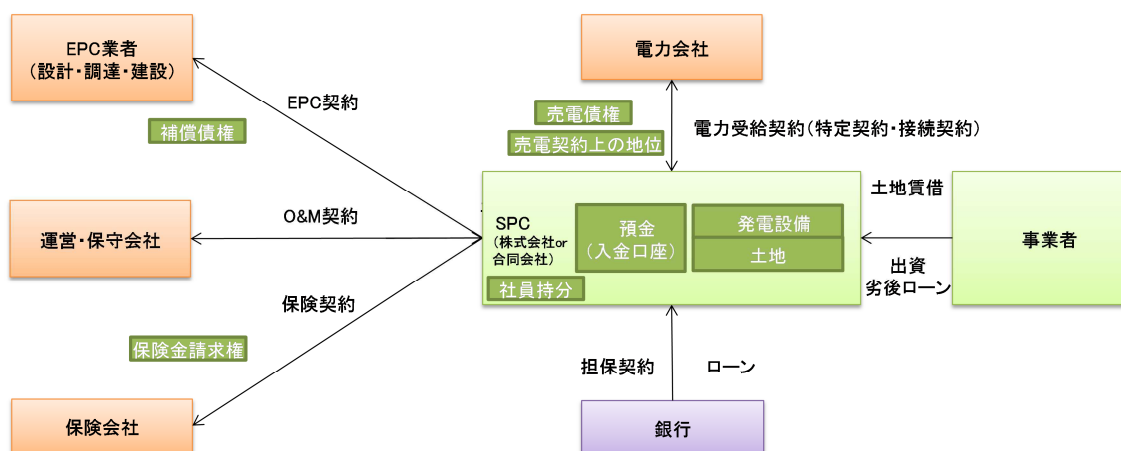 EPC業者
(設計・調達・建設)
電力会社
EPC契約
補償債権
売電債権
売電契約上の地位
電力受給契約(特定契約・接続契約)
土地賃借
運営・保守会社
O&M契約
SPC
(株式会社or
合同会社)
預金
(入金口座)
発電設備
土地
社員持分
事業者
出資
劣後ローン
保険契約
保険金請求権
担保契約
ローン
保険会社
銀行